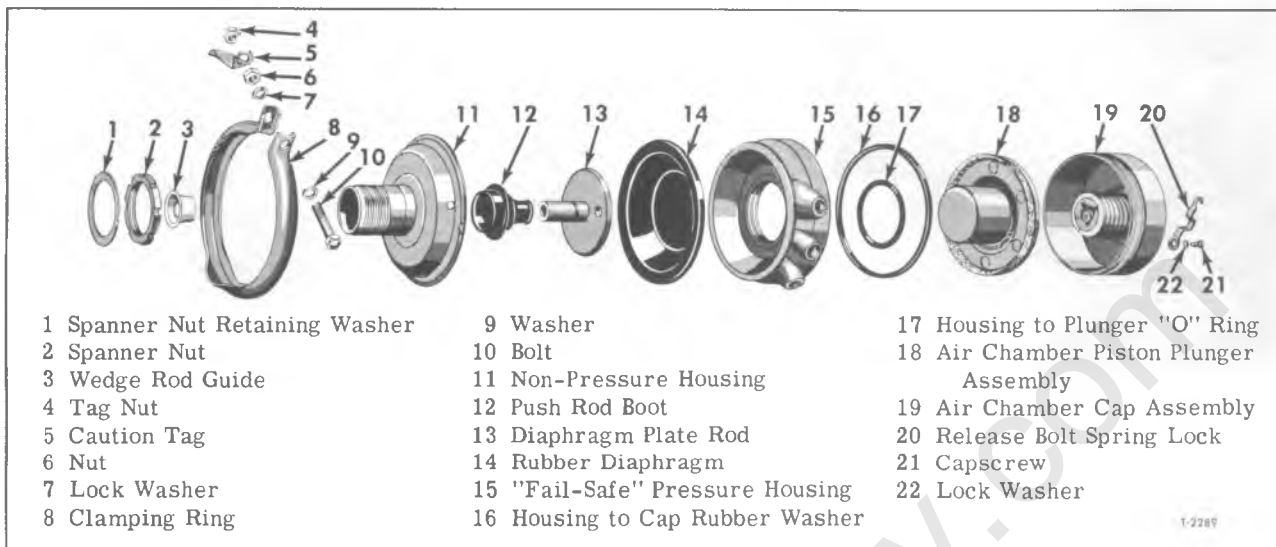 4
5
6
7
1 2 3 8 9 10 11 12 13 14 15 16 17 18 19 20
22 21
1 Spanner Nut Retaining Washer
2 Spanner Nut
3 Wedge Rod Guide
4 Tag Nut
5 Caution Tag
6 Nut
7 Lock Washer
8 Clamping Ring
9 Washer
10 Bolt
11 Non-Pressure Housing
12 Push Rod Boot
13 Diaphragm Plate Rod
14 Rubber Diaphragm
15 "Fail-Safe" Pressure Housing
16 Housing to Cap Rubber Washer
17 Housing to Plunger "O" Ring
18 Air Chamber Piston Plunger
Assembly
19 Air Chamber Cap Assembly
20 Release Bolt Spring Lock
21 Capscrew
22 Lock Washer
T-2289
y.com